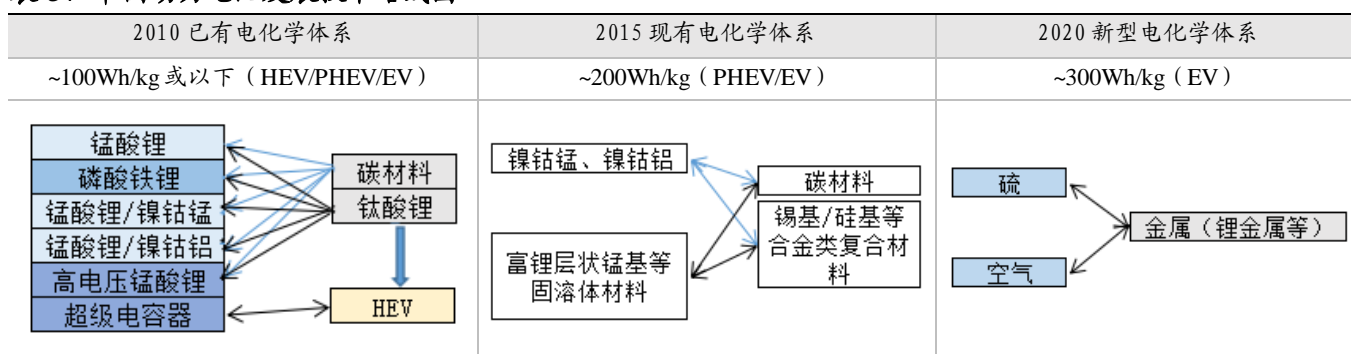 2010 已有电化学体系
2015 现有电化学体系
2020 新型电化学体系
~100Wh/kg 或以下（HEV/PHEV/EV）
~200Wh/kg（PHEV/EV）
~300Wh/kg（EV）
锰酸锂
磷酸铁锂
锰酸锂/镍钴锰
锰酸锂/镍钴铝
高电压锰酸锂
超级电容器
碳材料
钛酸锂
HEV
镍钴锰、镍钴铝
富锂层状锰基等
固溶体材料
碳材料
锡基/硅基等
合金类复合材
料
硫
空气
金属（锂金属等）